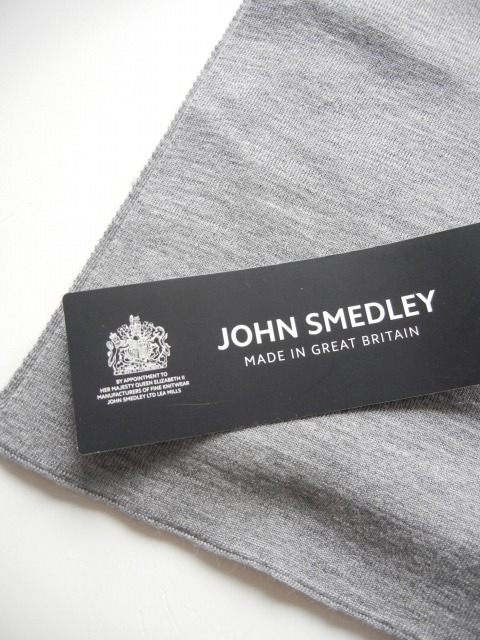 JOHN SMEDLEY
MADE IN GREAT BRITAIN
BY APPOINTMENT TO
HER MAJESTY QUEEN ELIZABETH II
MANUFACTURERS OF FINE KNITWEAR
JOHN SMEDLEY LTD LEA MILLS